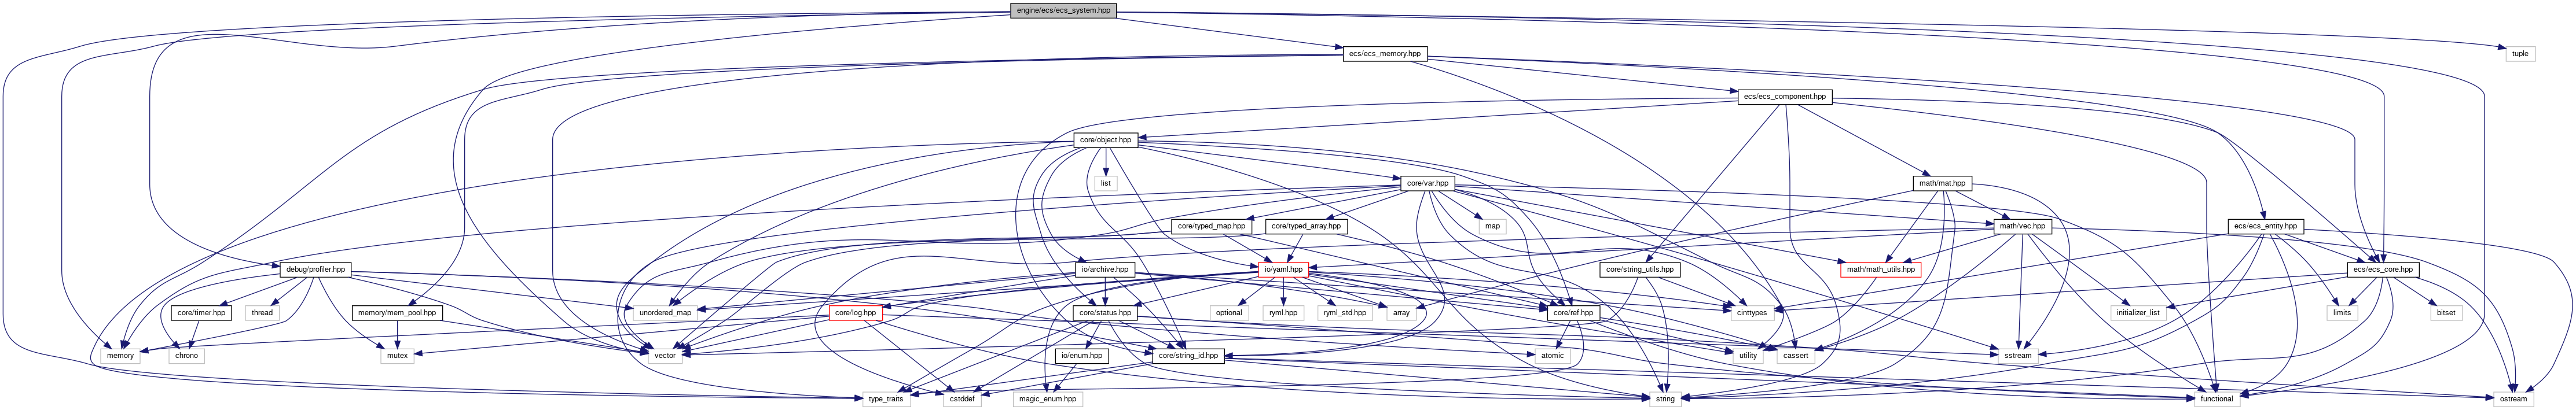 engine/ecs/ecs_system.hpp
ecs/ecs_memory.hpp
tuple
ecs/ecs_component.hpp
core/object.hpp
list
core/var.hpp
math/mat.hpp
core/typed_map.hpp
core/typed_array.hpp
map
math/vec.hpp
ecs/ecs_entity.hpp
debug/profiler.hpp
io/archive.hpp
io/yaml.hpp
core/string_utils.hpp
math/math_utils.hpp
ecs/ecs_core.hpp
core/timer.hpp
thread
memory/mem_pool.hpp
unordered_map
core/log.hpp
core/status.hpp
optional
ryml.hpp
ryml_std.hpp
array
core/ref.hpp
cinttypes
initializer_list
limits
bitset
memory
chrono
mutex
vector
io/enum.hpp
core/string_id.hpp
atomic
utility
cassert
sstream
type_traits
cstddef
magic_enum.hpp
string
functional
ostream